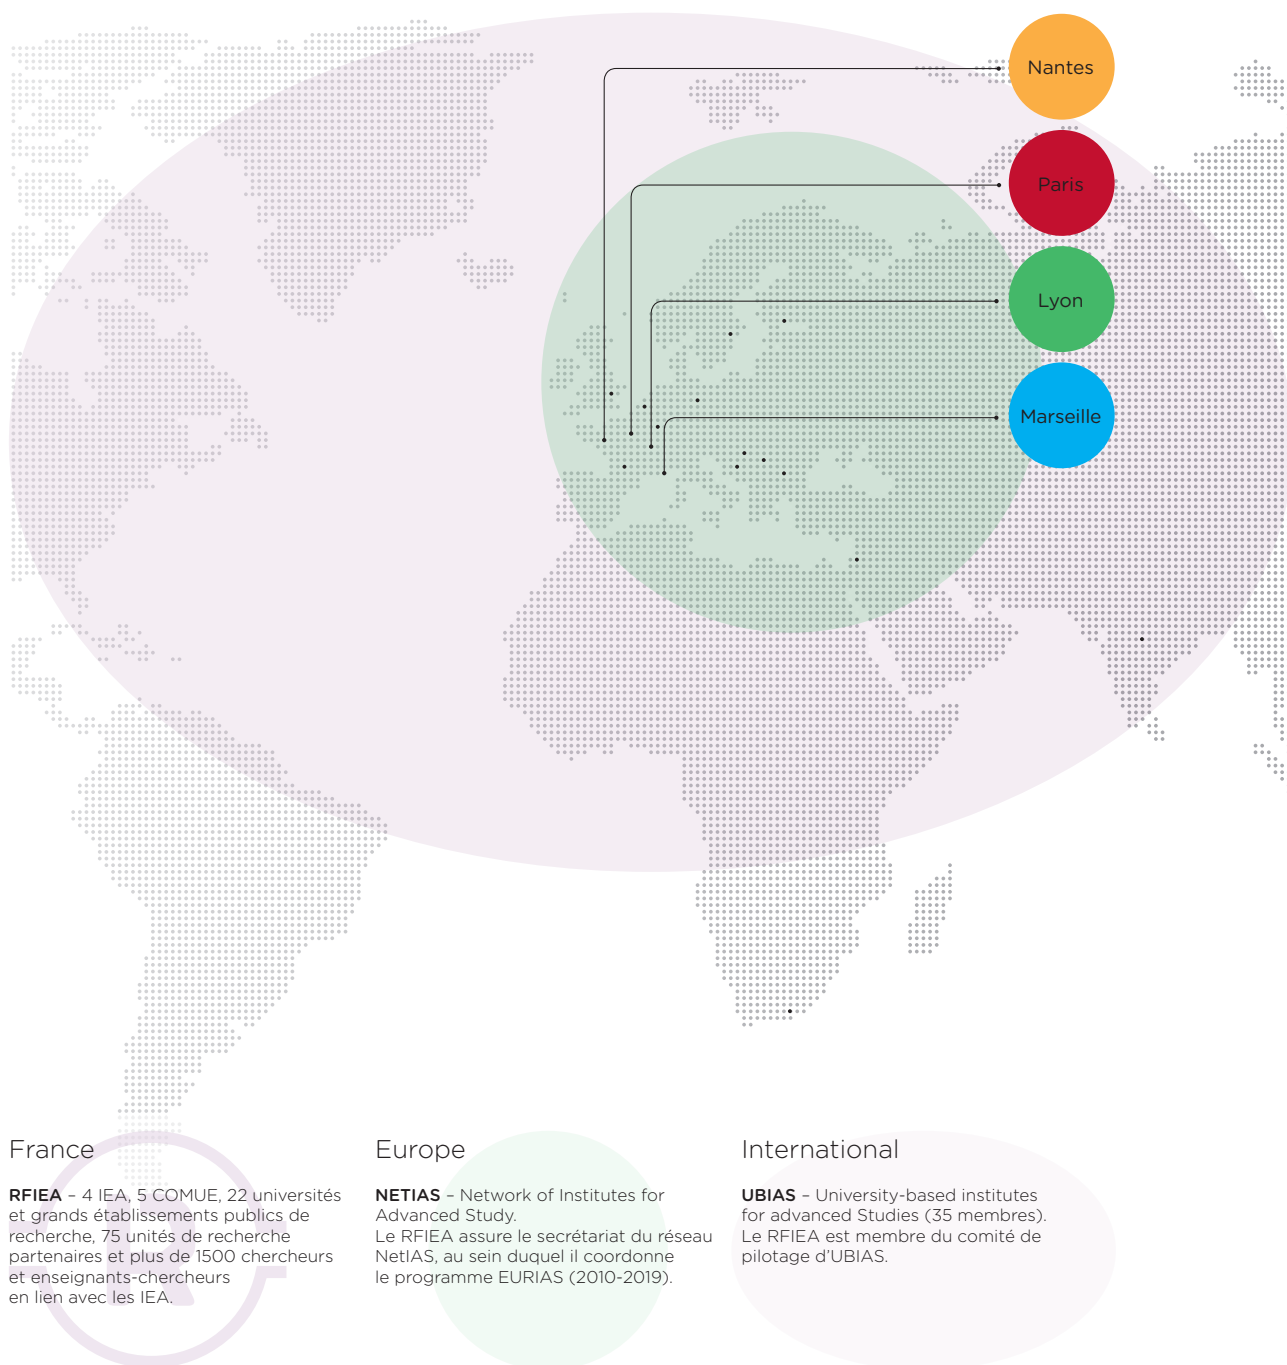 Nantes
Paris
Lyon
Marseille
France
RFIEA – 4 IEA, 5 COMUE, 22 universités
et grands établissements publics de
recherche, 75 unités de recherche
partenaires et plus de 1500 chercheurs
et enseignants-chercheurs
en lien avec les IEA.
Europe
NETIAS – Network of Institutes for
Advanced Study.
Le RFIEA assure le secrétariat du réseau
NetIAS, au sein duquel il coordonne
le programme EURIAS (2010-2019).
International
UBIAS – University-based institutes
for advanced Studies (35 membres).
Le RFIEA est membre du comité de
pilotage d’UBIAS.
R